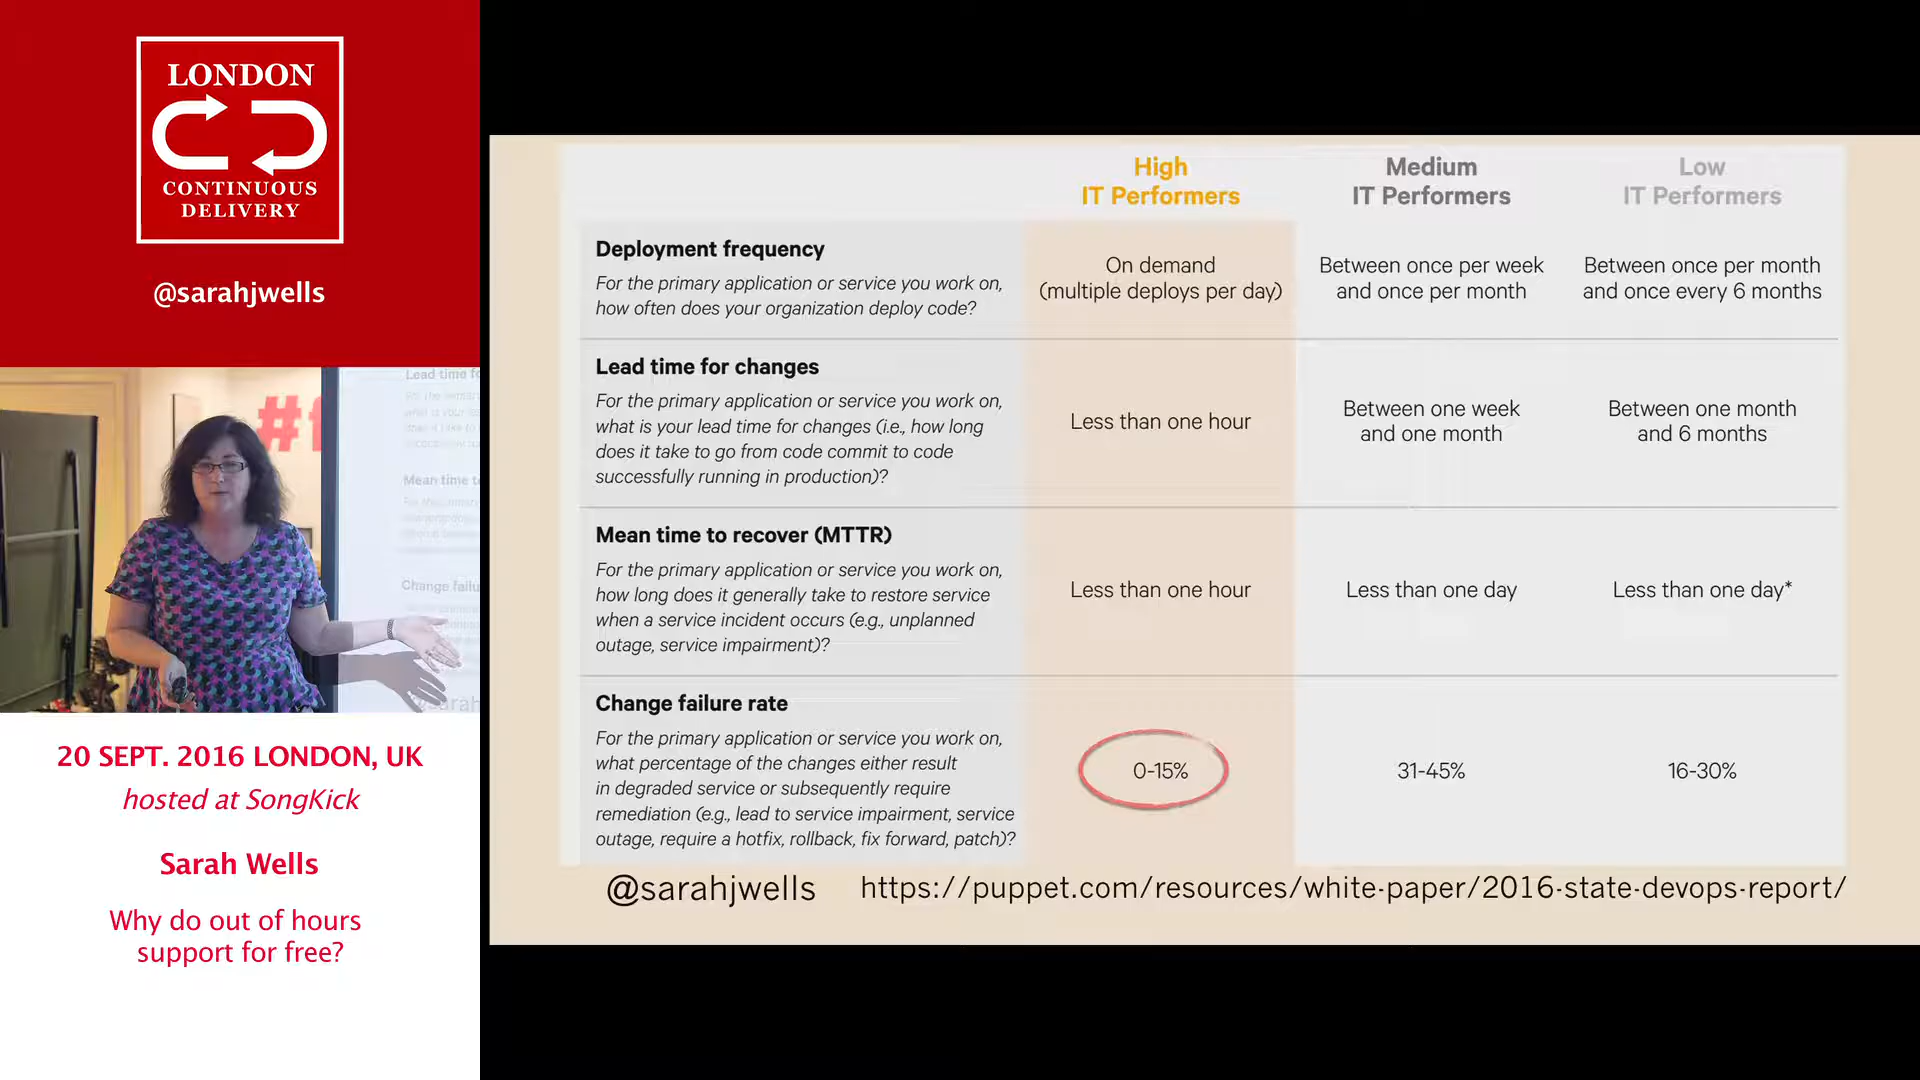 LONDON
CONTINUOUS
DELIVERY
@sarahjwells
Lead time fo
Mean time t
Change failu
20 SEPT. 2016 LONDON, UK
hosted at SongKick
Sarah Wells
Why do out of hours
support for free?
High
IT Performers
Medium
IT Performers
Low
IT Performers
Deployment frequency
For the primary application or service you work on,
how often does your organization deploy code?
On demand
(multiple deploys per day)
Between once per week
and once per month
Between once per month
and once every 6 months
Lead time for changes
For the primary application or service you work on,
what is your lead time for changes (i.e., how long
does it take to go from code commit to code
successfully running in production)?
Less than one hour
Between one week
and one month
Between one month
and 6 months
Mean time to recover (MTTR)
For the primary application or service you work on,
how long does it generally take to restore service
when a service incident occurs (e.g., unplanned
outage, service impairment)?
Less than one hour
Less than one day
Less than one day*
Change failure rate
For the primary application or service you work on,
what percentage of the changes either result
in degraded service or subsequently require
remediation (e.g., lead to service impairment, service
outage, require a hotfix, rollback, fix forward, patch)?
0-15%
31-45%
16-30%
@sarahjwells https://puppet.com/resources/white-paper/2016-state-devops-report/